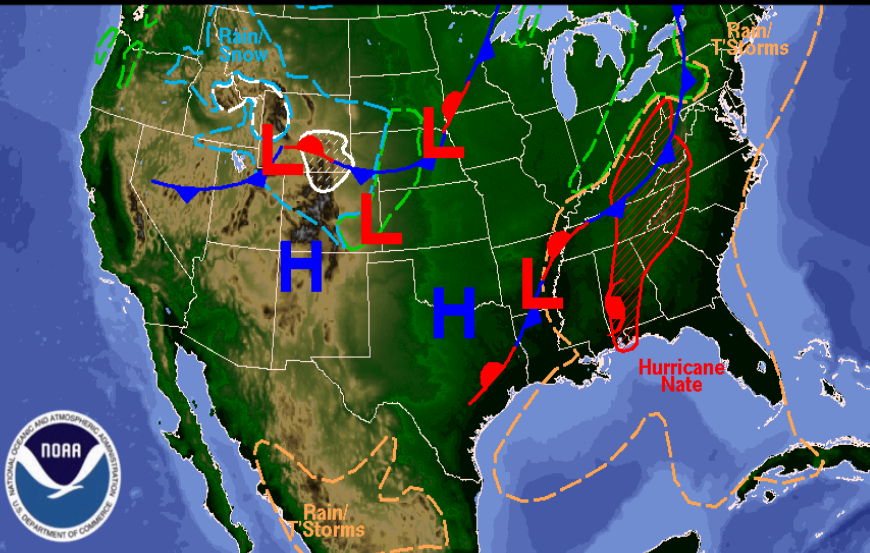 Rain/
Snow
Rain/
T'Storms
L
L
L
H
L
H
Hurricane
Nate
Rain/
T'Storms
NATIONAL OCEANIC AND ATMOSPHERIC ADMINISTRATION
NOAA
U.S. DEPARTMENT OF COMMERCE